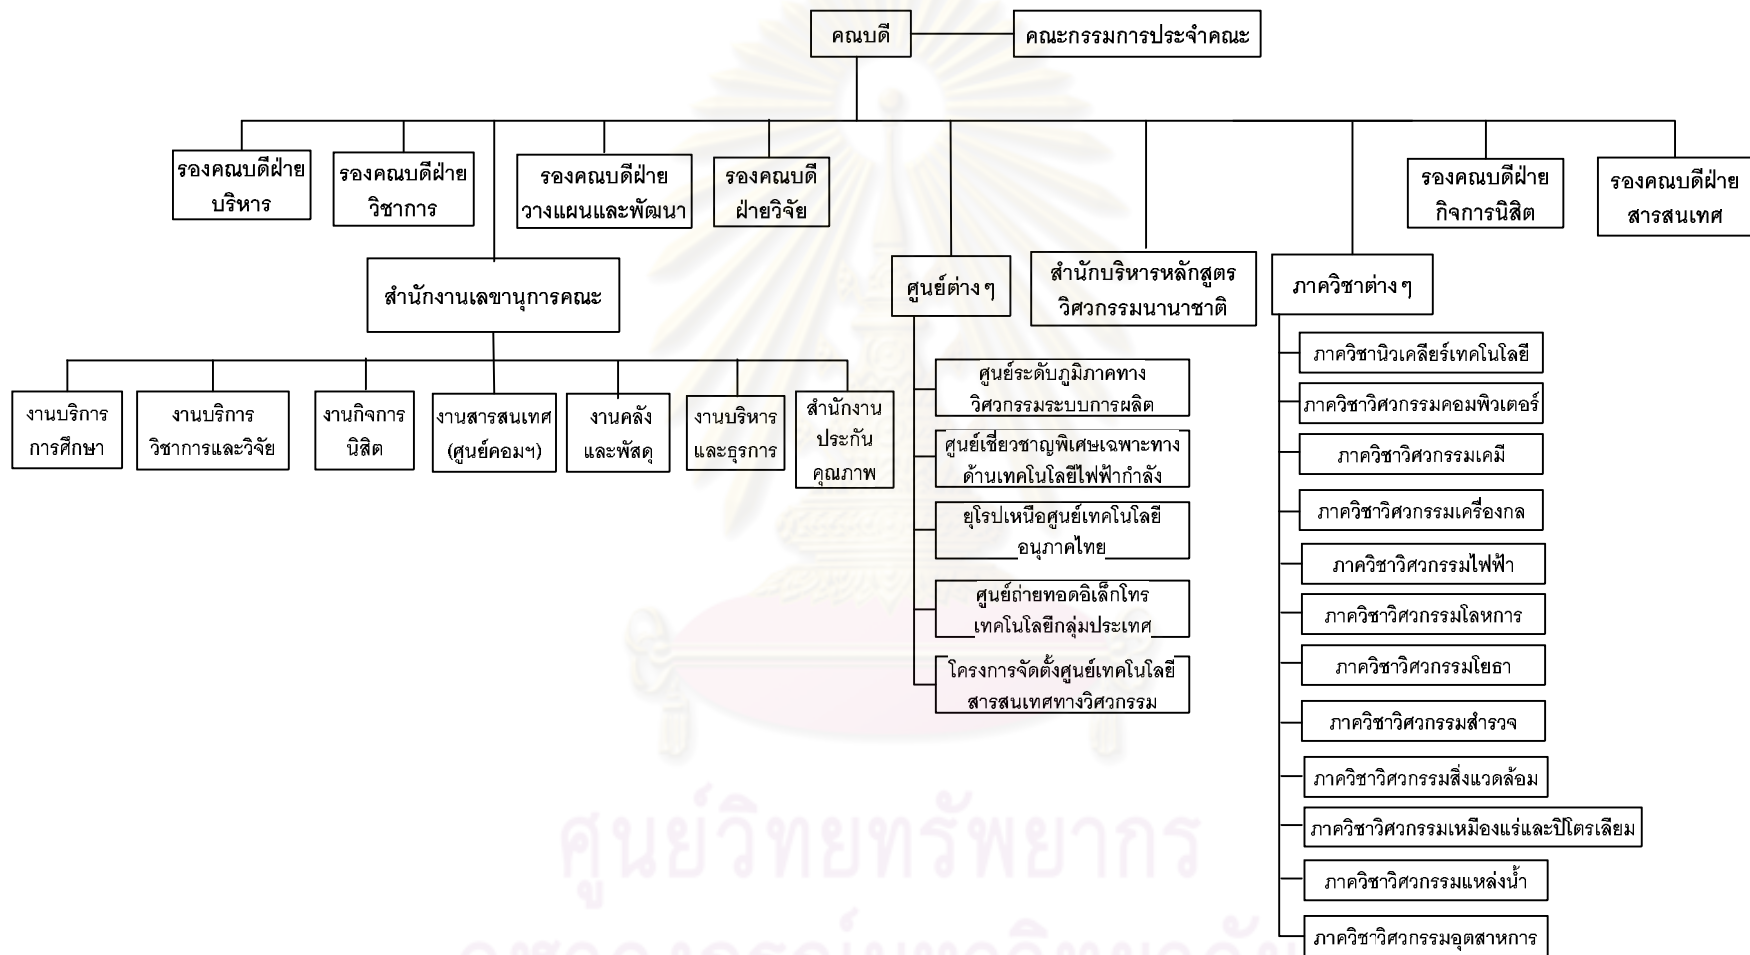 คณบดี
คณะกรรมการประจำคณะ
รองคณบดีฝ่าย
บริหาร
รองคณบดีฝ่าย
วิชาการ
รองคณบดีฝ่าย
วางแผนและพัฒนา
รองคณบดี
ฝ่ายวิจัย
รองคณบดีฝ่าย
กิจการนิสิต
รองคณบดีฝ่าย
สารสนเทศ
สำนักงานเลขานุการคณะ
ศูนย์ต่างๆ
สำนักบริหารหลักสูตร
วิศวกรรมนานาชาติ
ภาควิชาต่างๆ
งานบริการ
การศึกษา
งานบริการ
วิชาการและวิจัย
งานกิจการ
นิสิต
งานสารสนเทศ
(ศูนย์คอมฯ)
งานคลัง
และพัสดุ
งานบริหาร
และธุรการ
สำนักงาน
ประกัน
คุณภาพ
ศูนย์ระดับภูมิภาคทาง
วิศวกรรมระบบการผลิต
ศูนย์เชี่ยวชาญพิเศษเฉพาะทาง
ด้านเทคโนโลยีไฟฟ้ากำลัง
ยุโรปเหนือศูนย์เทคโนโลยี
อนุภาคไทย
ศูนย์ถ่ายทอดอิเล็กโทร
เทคโนโลยีกลุ่มประเทศ
โครงการจัดตั้งศูนย์เทคโนโลยี
สารสนเทศทางวิศวกรรม
ภาควิชานิวเคลียร์เทคโนโลยี
ภาควิชาวิศวกรรมคอมพิวเตอร์
ภาควิชาวิศวกรรมเคมี
ภาควิชาวิศวกรรมเครื่องกล
ภาควิชาวิศวกรรมไฟฟ้า
ภาควิชาวิศวกรรมโลหการ
ภาควิชาวิศวกรรมโยธา
ภาควิชาวิศวกรรมสำรวจ
ภาควิชาวิศวกรรมสิ่งแวดล้อม
ภาควิชาวิศวกรรมเหมืองแร่และปิโตรเลียม
ภาควิชาวิศวกรรมแหล่งน้ำ
ภาควิชาวิศวกรรมอุตสาหการ
ศูนย์วิทยทรัพยากร